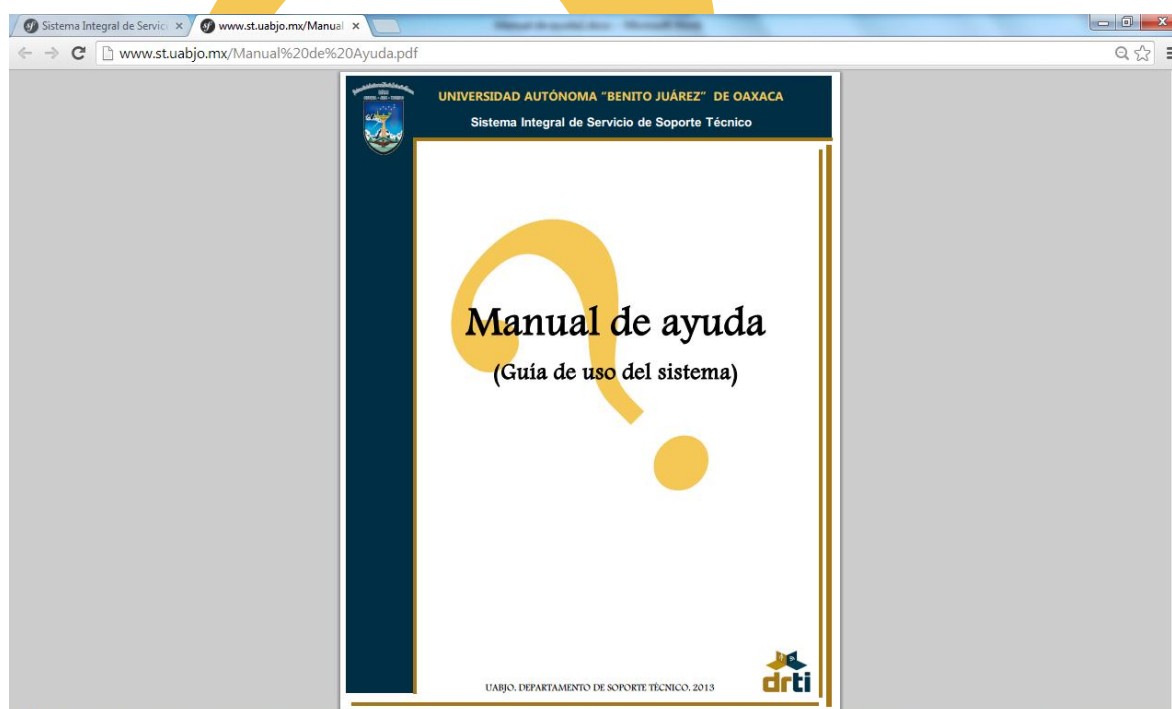 Sistema Integral de Servic
www.st.uabjo.mx/Manual
www.st.uabjo.mx/Manual%20de%20Ayuda.pdf
UNIVERSIDAD AUTÓNOMA "BENITO JUÁREZ" DE OAXACA
Sistema Integral de Servicio de Soporte Técnico
Manual de ayuda
(Guía de uso del sistema)
UABJO, DEPARTAMENTO DE SOPORTE TÉCNICO, 2013
drti